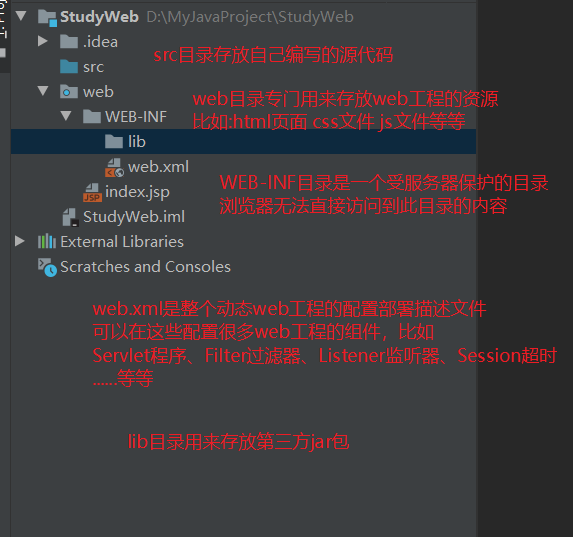 StudyWeb D:\MyJavaProject\StudyWeb
.idea
src目录存放自己编写的源代码
src
web
web目录专门用来存放web工程的资源
WEB-INF
比如:html页面 css文件 js文件等等
lib
web.xml
WEB-INF目录是一个受服务器保护的目录
index.jsp
JSP
浏览器无法直接访问到此目录的内容
StudyWeb.iml
External Libraries
Scratches and Consoles
web.xml是整个动态web工程的配置部署描述文件
可以在这些配置很多web工程的组件，比如
Servlet程序、Filter过滤器、Listener监听器、Session超时
......等等
lib目录用来存放第三方jar包